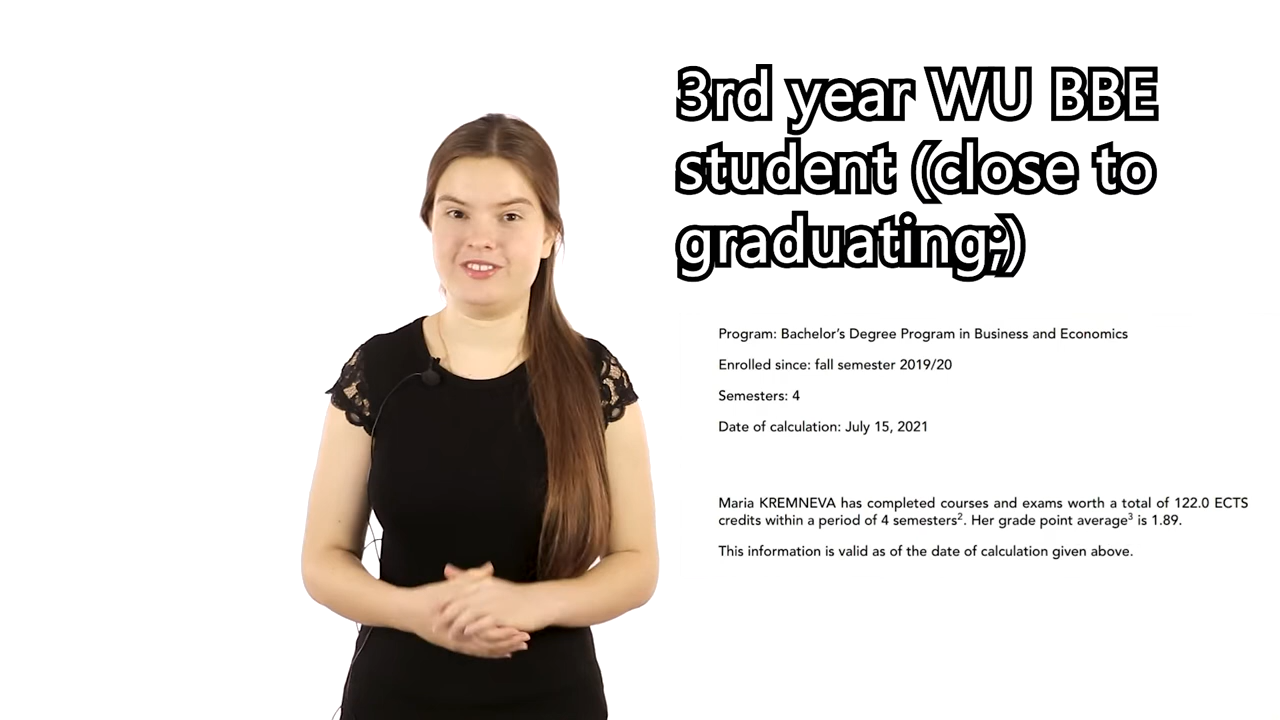 3rd year WU BBE
student (close to
graduating;)
Program: Bachelor’s Degree Program in Business and Economics
Enrolled since: fall semester 2019/20
Semesters: 4
Date of calculation: July 15, 2021
Maria KREMNEVA has completed courses and exams worth a total of 122.0 ECTS
credits within a period of 4 semesters². Her grade point average³ is 1.89.
This information is valid as of the date of calculation given above.